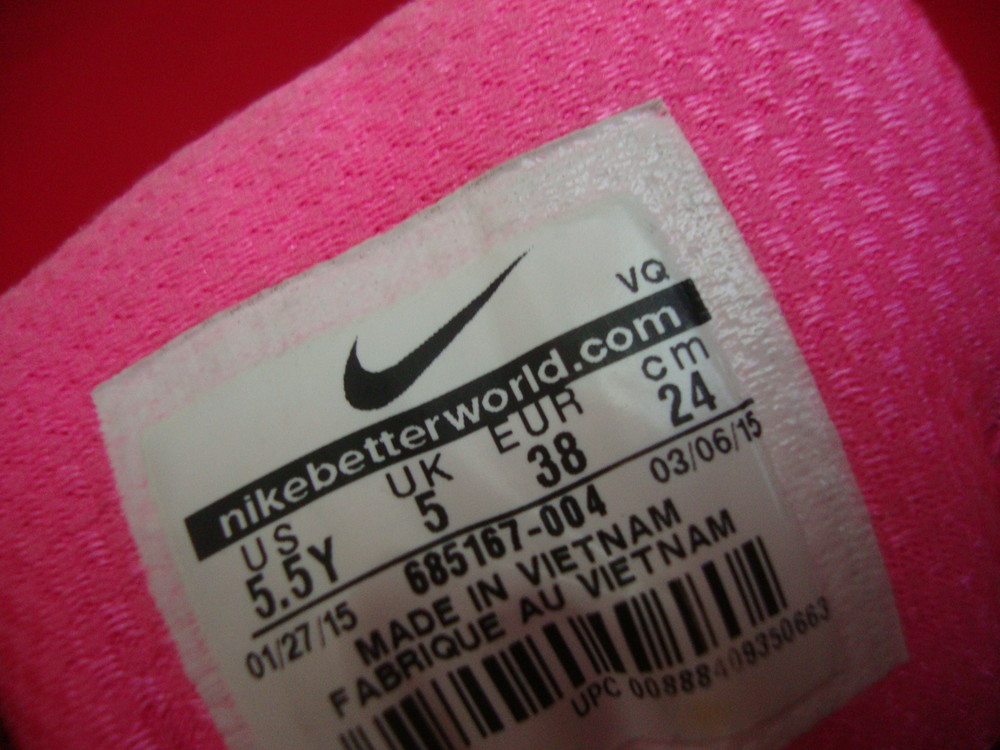 VQ
nikebetterworld.com
US UK EUR cm
5.5Y 5 38 24
01/27/15 685167-004 03/06/15
MADE IN VIETNAM
FABRIQUE AU VIETNAM
UPC 00888409350663